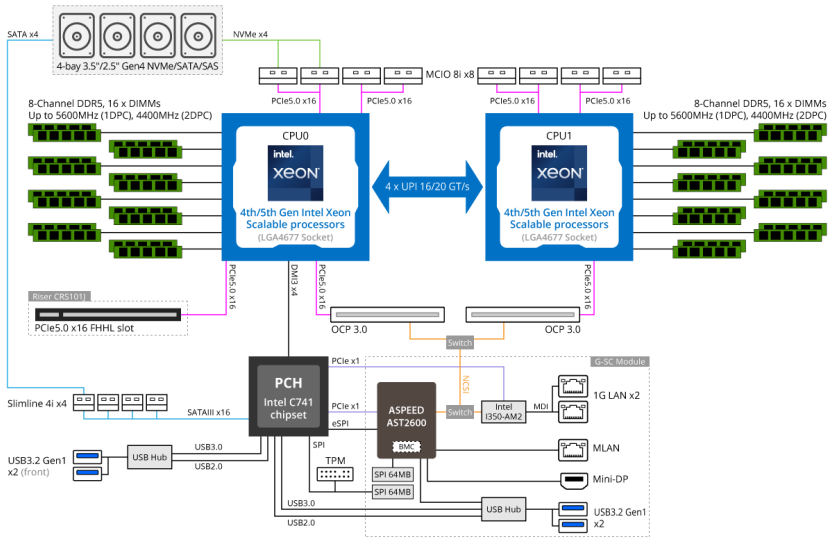 SATA x4
NVMe x4
4-bay 3.5"/2.5" Gen4 NVMe/SATA/SAS
MCIO 8i x8
PCIe5.0 x16
PCIe5.0 x16
PCIe5.0 x16
PCIe5.0 x16
8-Channel DDR5, 16 x DIMMs
Up to 5600MHz (1DPC), 4400MHz (2DPC)
8-Channel DDR5, 16 x DIMMs
Up to 5600MHz (1DPC), 4400MHz (2DPC)
CPU0
intel.
xeon
4th/5th Gen Intel Xeon
Scalable processors
(LGA4677 Socket)
4 x UPI 16/20 GT/s
CPU1
intel.
xeon
4th/5th Gen Intel Xeon
Scalable processors
(LGA4677 Socket)
PCIe5.0 x16
DMI3 x4
PCIe5.0 x16
PCIe5.0 x16
Riser CRS101J
PCIe5.0 x16 FHHL slot
OCP 3.0
OCP 3.0
Switch
G-SC Module
PCH
Intel C741
chipset
PCIe x1
NCSI
PCIe x1
eSPI
ASPEED
AST2600
BMC
Switch
Intel
I350-AM2
MDI
1G LAN x2
Slimline 4i x4
SATAIII x16
SPI
TPM
SPI 64MB
SPI 64MB
MLAN
Mini-DP
USB3.2 Gen1
x2 (front)
USB Hub
USB3.0
USB2.0
USB3.0
USB2.0
USB Hub
USB3.2 Gen1
x2